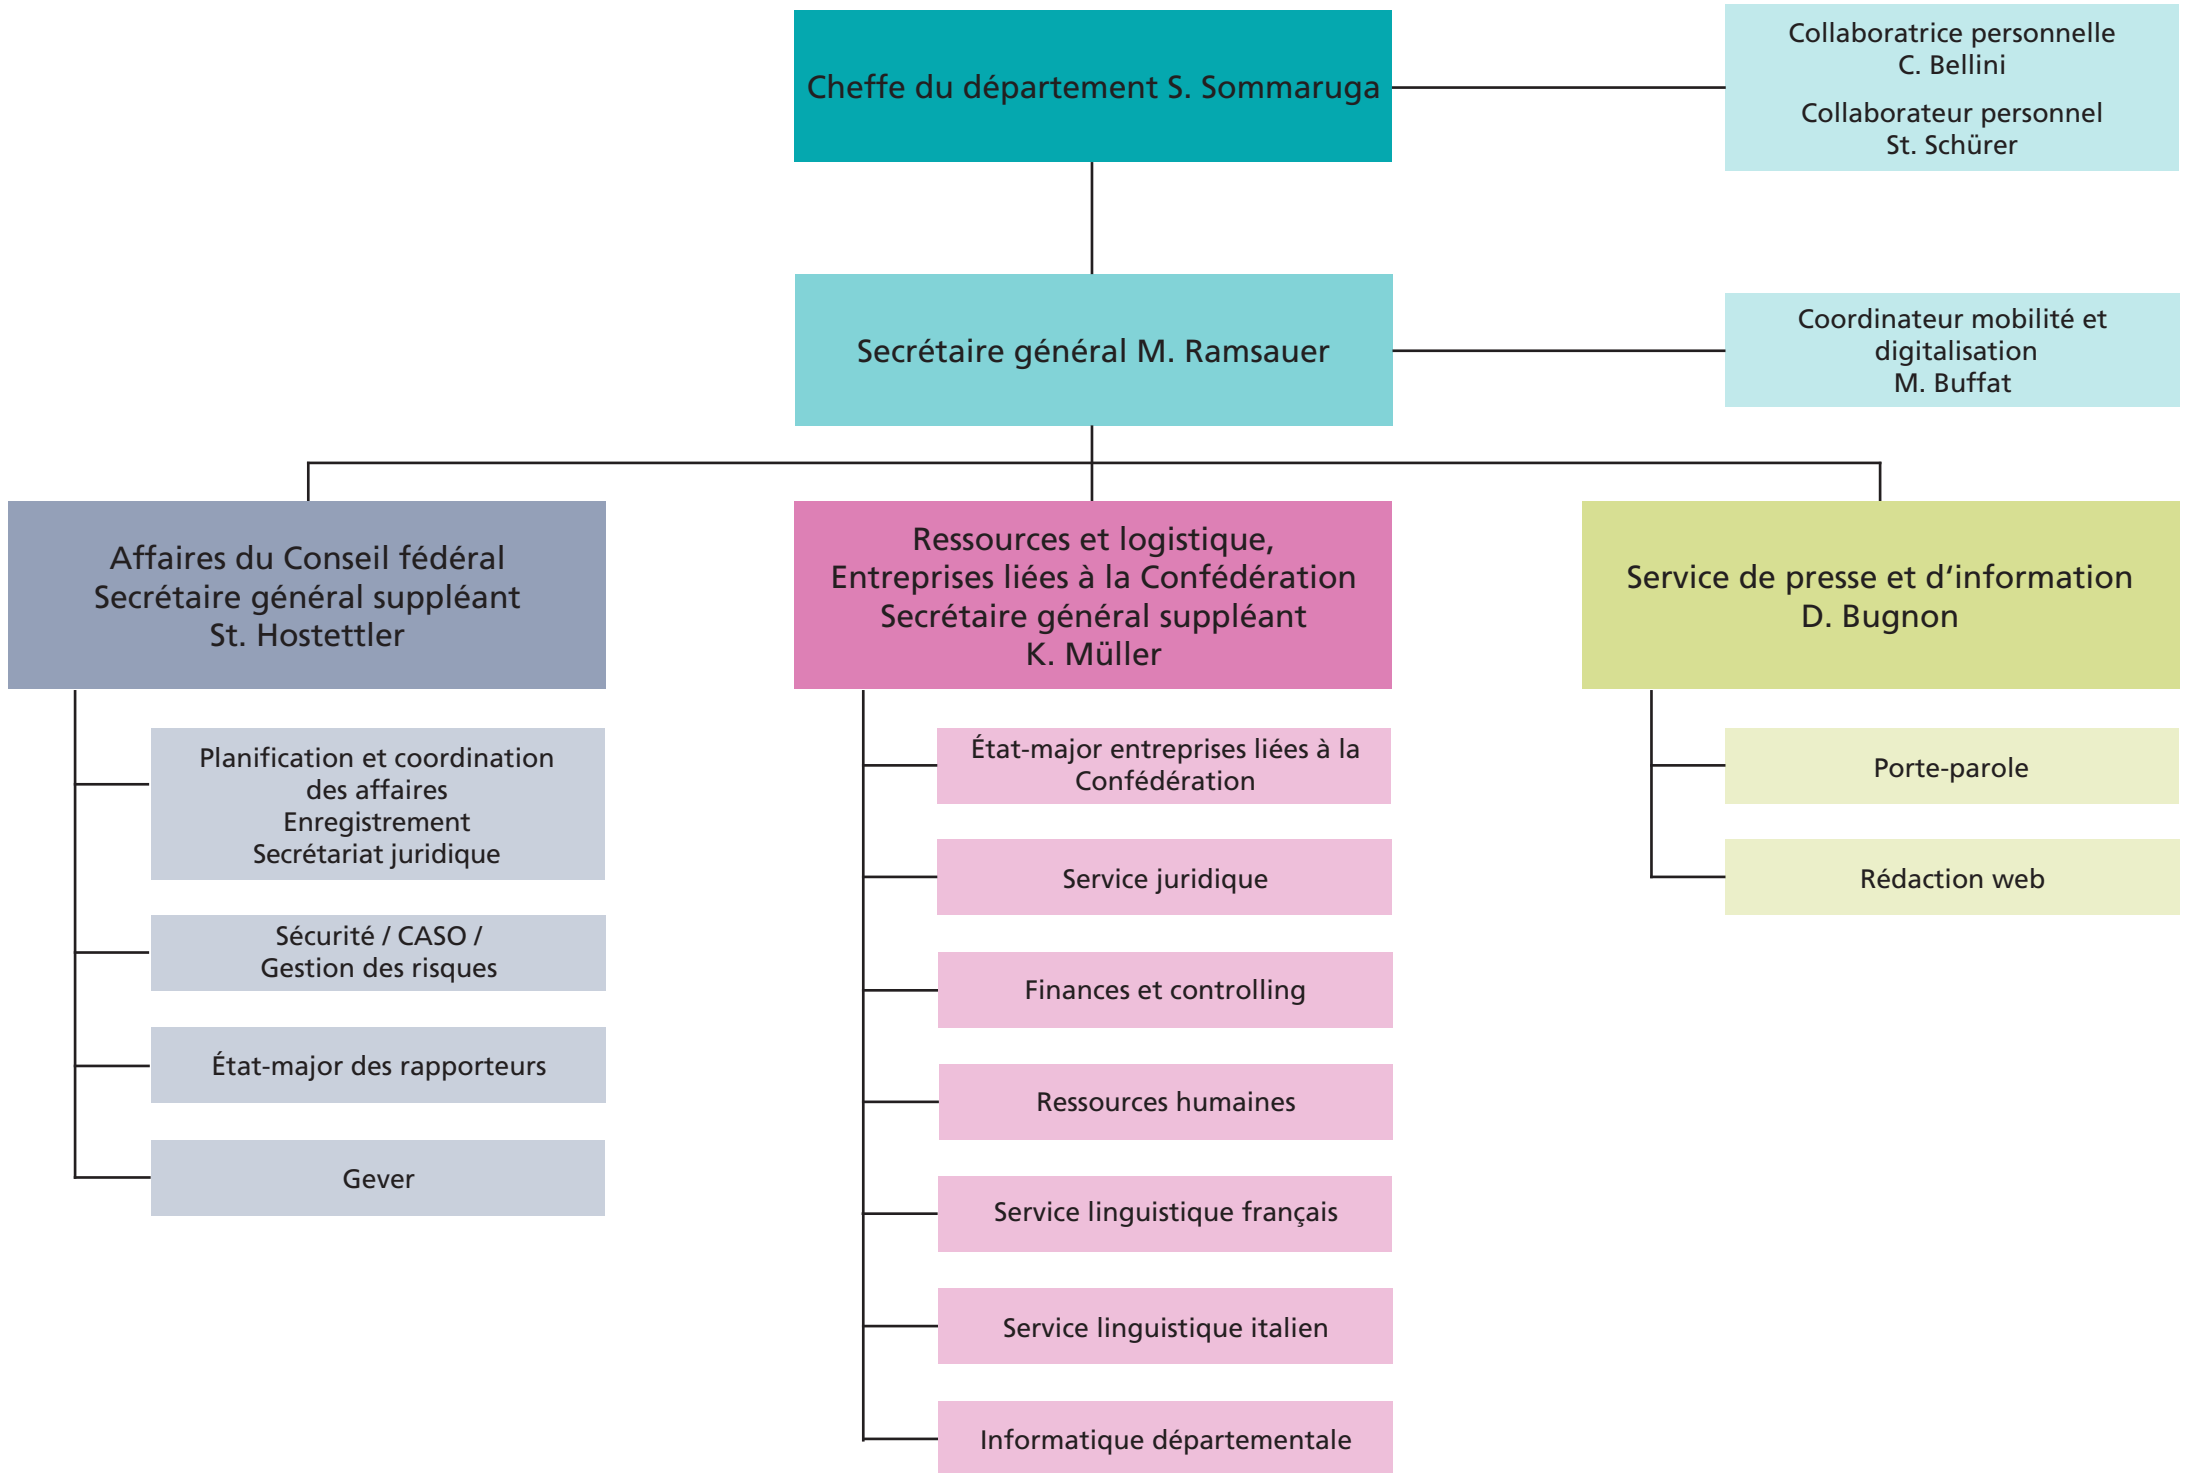 Cheffe du département S. Sommaruga
Collaboratrice personnelle
C. Bellini
Collaborateur personnel
St. Schürer
Secrétaire général M. Ramsauer
Coordinateur mobilité et
digitalisation
M. Buffat
Affaires du Conseil fédéral
Secrétaire général suppléant
St. Hostettler
Planification et coordination
des affaires
Enregistrement
Secrétariat juridique
Sécurité / CASO /
Gestion des risques
État-major des rapporteurs
Gever
Ressources et logistique,
Entreprises liées à la Confédération
Secrétaire général suppléant
K. Müller
État-major entreprises liées à la
Confédération
Service juridique
Finances et controlling
Ressources humaines
Service linguistique français
Service linguistique italien
Informatique départementale
Service de presse et d‘information
D. Bugnon
Porte-parole
Rédaction web